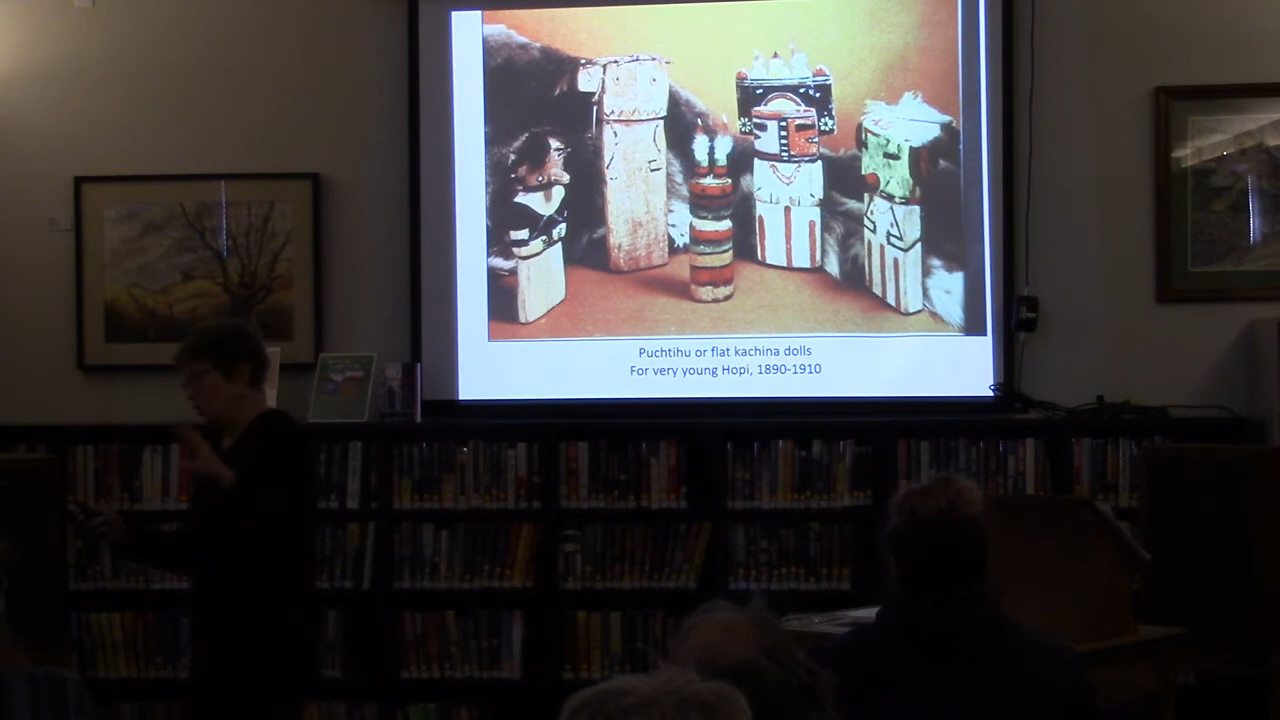 Puchtihu or flat kachina dolls
For very young Hopi, 1890-1910